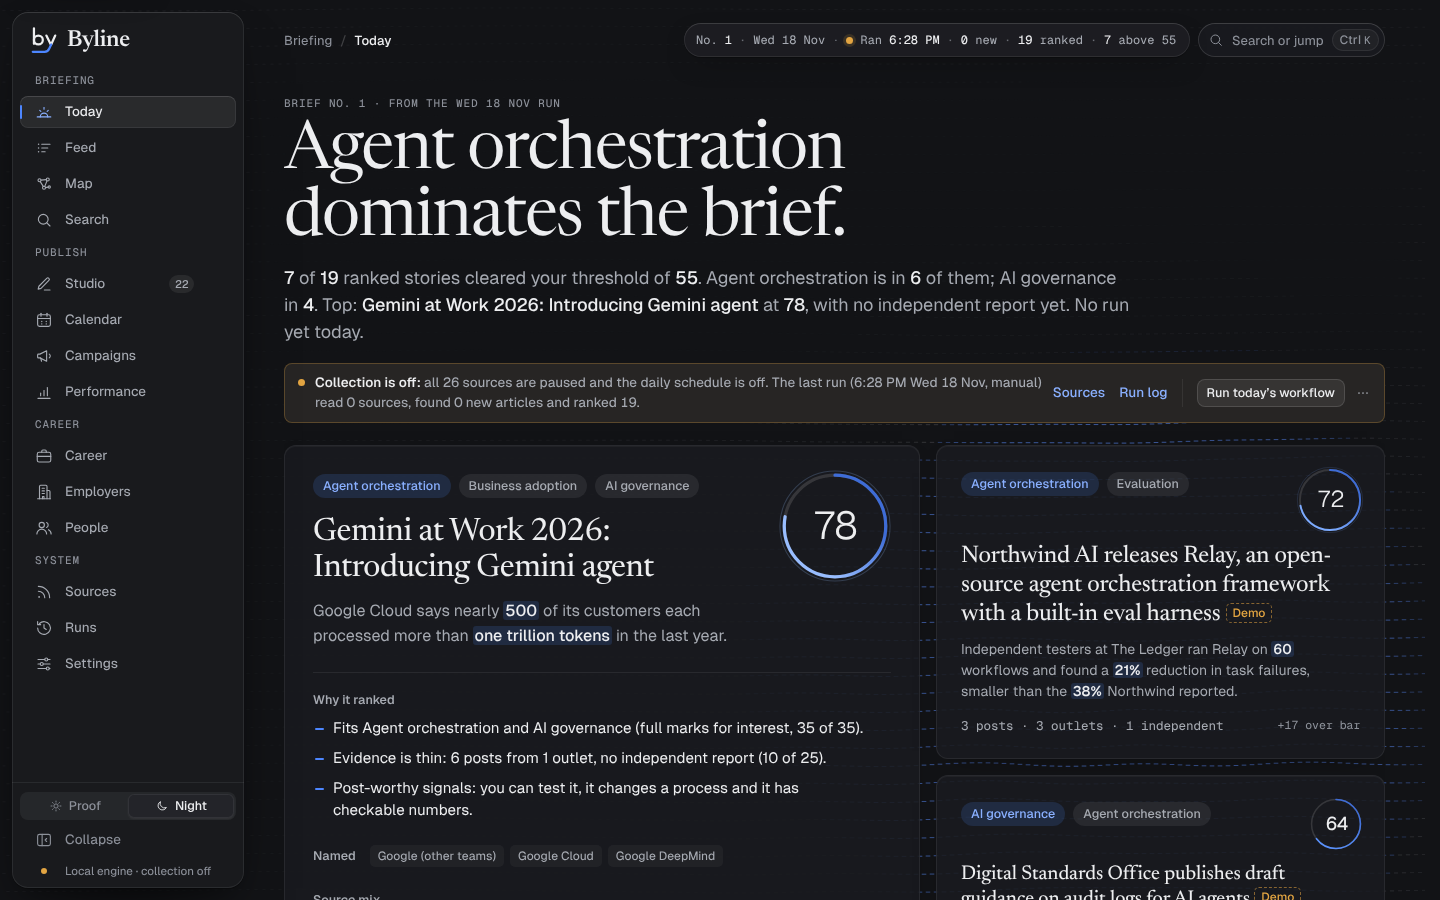 by Byline
BRIEFING
Today
Feed
Map
Search
PUBLISH
Studio 22
Calendar
Campaigns
Performance
CAREER
Career
Employers
People
SYSTEM
Sources
Runs
Settings
Proof Night
Collapse
Local engine · collection off
Briefing / Today
No. 1 · Wed 18 Nov · Ran 6:28 PM · 0 new · 19 ranked · 7 above 55
Search or jump Ctrl K
BRIEF NO. 1 · FROM THE WED 18 NOV RUN
Agent orchestration
dominates the brief.
7 of 19 ranked stories cleared your threshold of 55. Agent orchestration is in 6 of them; AI governance
in 4. Top: Gemini at Work 2026: Introducing Gemini agent at 78, with no independent report yet. No run
yet today.
Collection is off: all 26 sources are paused and the daily schedule is off. The last run (6:28 PM Wed 18 Nov, manual)
read 0 sources, found 0 new articles and ranked 19.
Sources Run log Run today's workflow ...
Agent orchestration Business adoption AI governance
78
Gemini at Work 2026:
Introducing Gemini agent
Google Cloud says nearly 500 of its customers each
processed more than one trillion tokens in the last year.
Why it ranked
– Fits Agent orchestration and AI governance (full marks for interest, 35 of 35).
– Evidence is thin: 6 posts from 1 outlet, no independent report (10 of 25).
– Post-worthy signals: you can test it, it changes a process and it has
checkable numbers.
Named Google (other teams) Google Cloud Google DeepMind
Source mix
Agent orchestration Evaluation
72
Northwind AI releases Relay, an open-
source agent orchestration framework
with a built-in eval harness Demo
Independent testers at The Ledger ran Relay on 60
workflows and found a 21% reduction in task failures,
smaller than the 38% Northwind reported.
3 posts · 3 outlets · 1 independent +17 over bar
AI governance Agent orchestration
64
Digital Standards Office publishes draft
guidance on audit logs for AI agents Demo